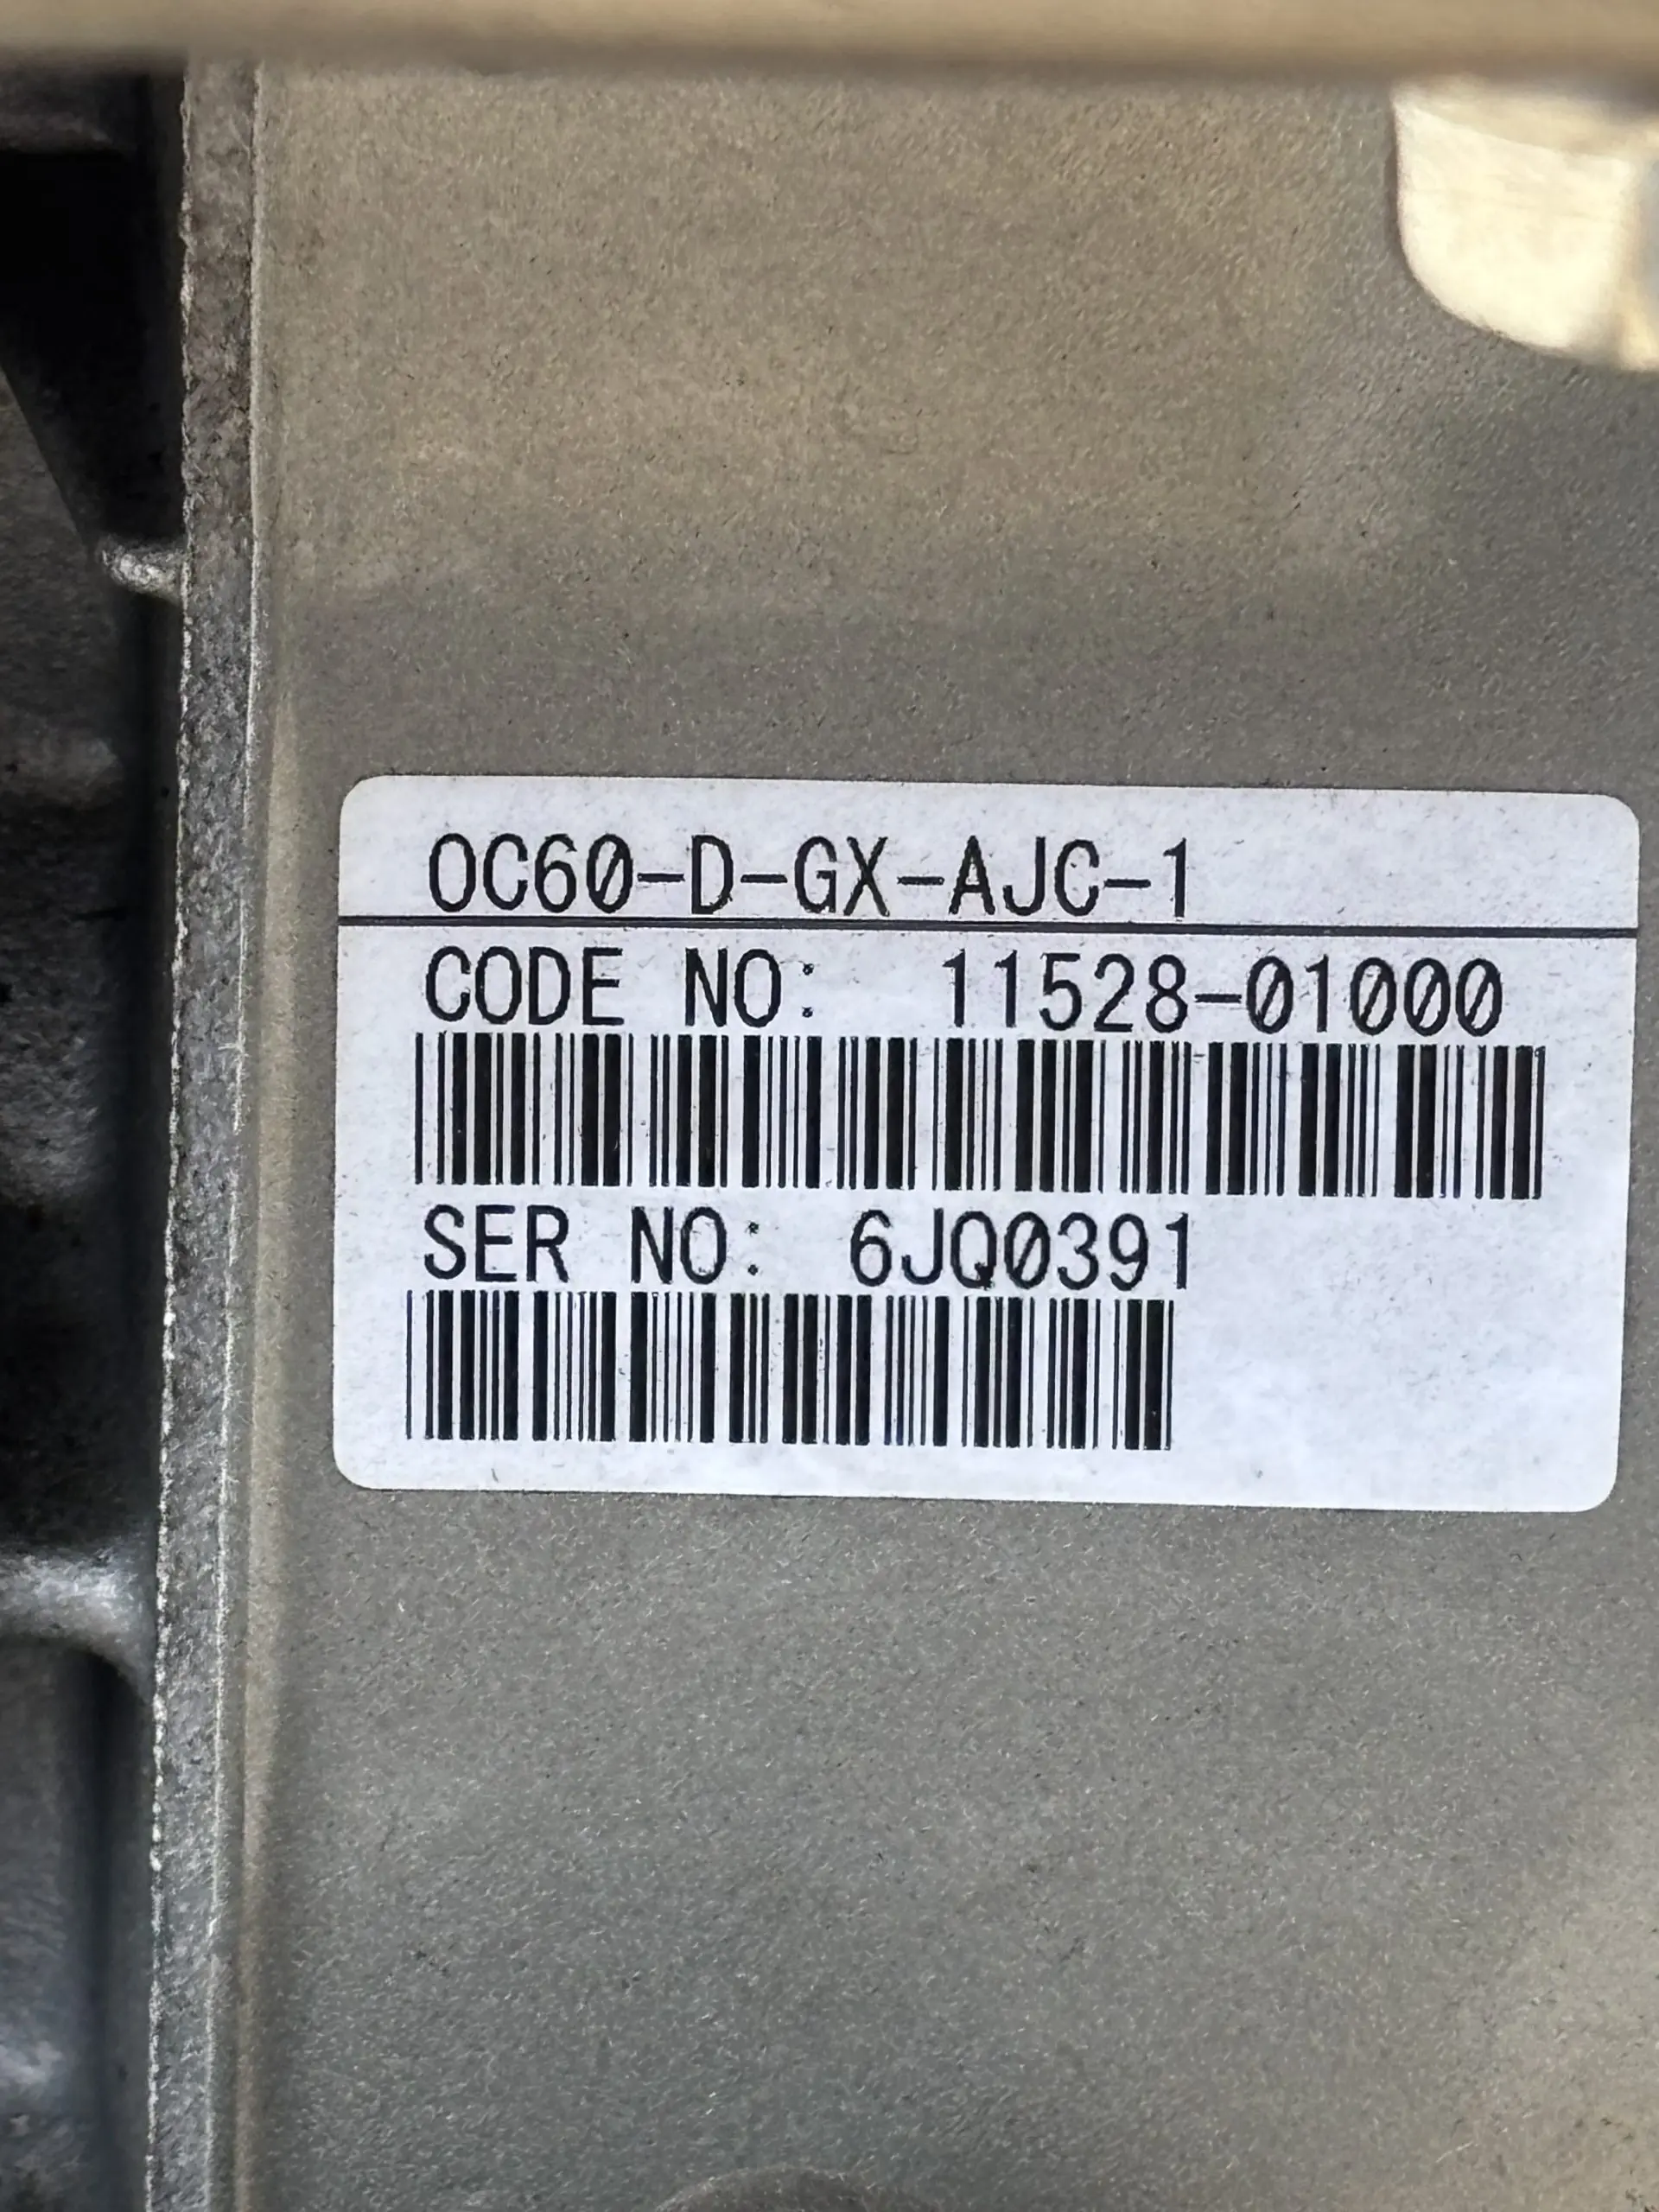 OC60-D-GX-AJC-1
CODE NO: 11528-01000
SER NO: 6JQ0391